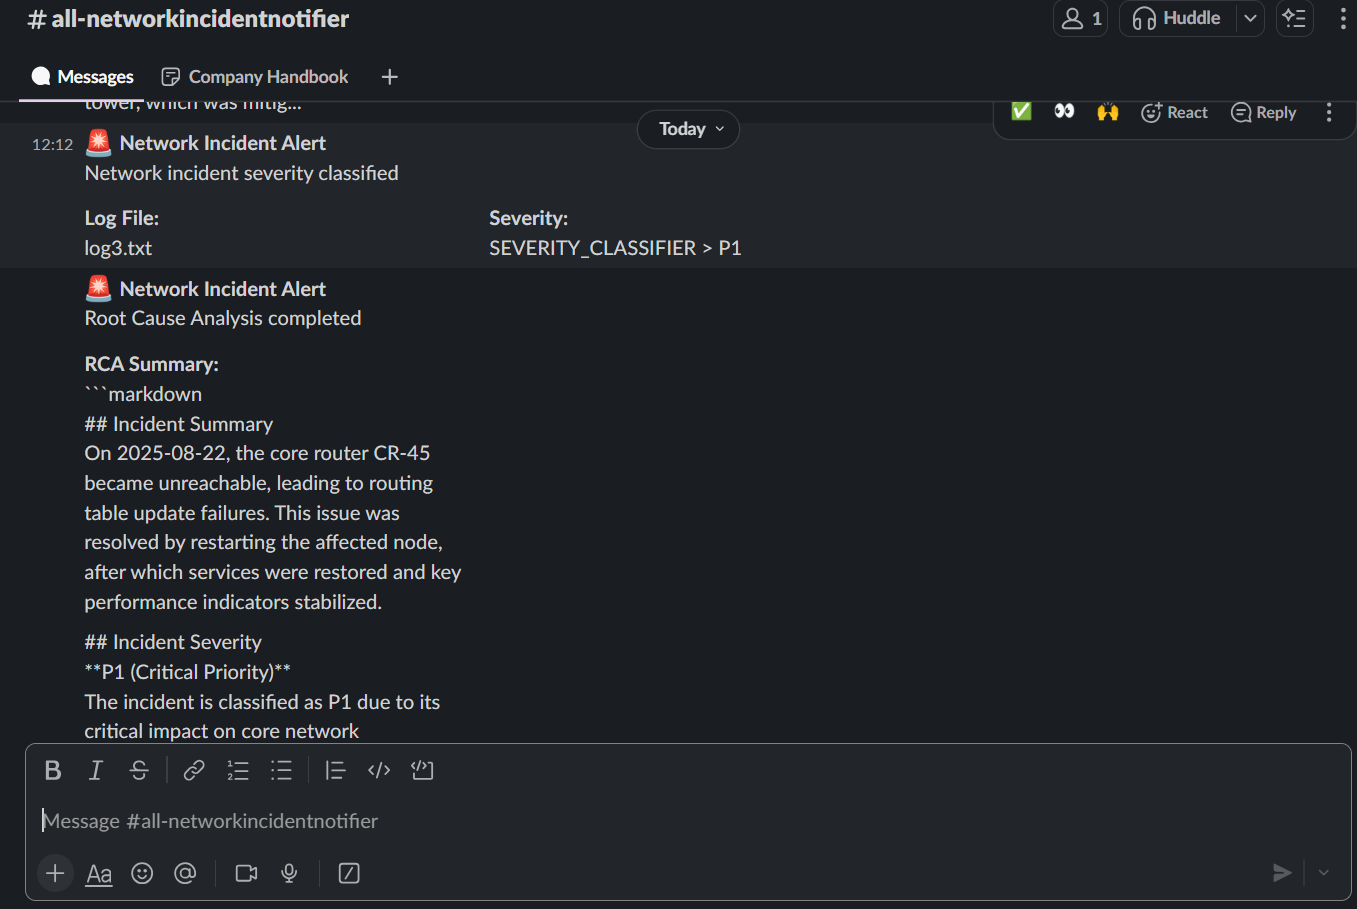 # all-networkincidentnotifier
1
Huddle
Messages
Company Handbook
tower, which was mitig...
React
Reply
Today
12:12
Network Incident Alert
Network incident severity classified
Log File:
Severity:
log3.txt
SEVERITY_CLASSIFIER > P1
Network Incident Alert
Root Cause Analysis completed
RCA Summary:
```markdown
## Incident Summary
On 2025-08-22, the core router CR-45
became unreachable, leading to routing
table update failures. This issue was
resolved by restarting the affected node,
after which services were restored and key
performance indicators stabilized.
## Incident Severity
**P1 (Critical Priority)**
The incident is classified as P1 due to its
critical impact on core network
Message #all-networkincidentnotifier
Aa